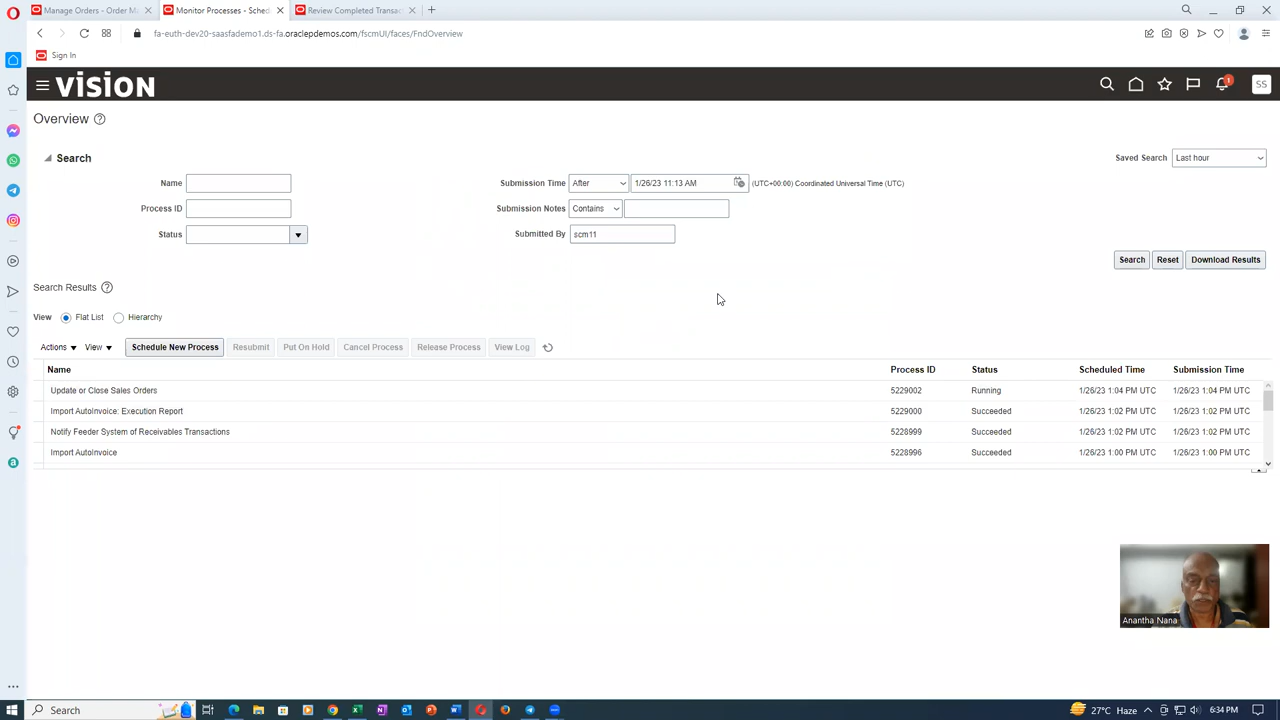 Manage Orders - Order Ma
Monitor Processes - Sched
Review Completed Transac
fa-euth-dev20-saasfademo1.ds-fa.oraclepdemos.com/fscmUI/faces/FndOverview
Sign In
VISION
1
SS
Overview
Search
Saved Search Last hour
Name
Submission Time After 1/26/23 11:13 AM (UTC+00:00) Coordinated Universal Time (UTC)
Process ID
Submission Notes Contains
Status
Submitted By scm11
Search Reset Download Results
Search Results
View Flat List Hierarchy
Actions View Schedule New Process Resubmit Put On Hold Cancel Process Release Process View Log
Name Process ID Status Scheduled Time Submission Time
Update or Close Sales Orders 5229002 Running 1/26/23 1:04 PM UTC 1/26/23 1:04 PM UTC
Import AutoInvoice: Execution Report 5229000 Succeeded 1/26/23 1:02 PM UTC 1/26/23 1:02 PM UTC
Notify Feeder System of Receivables Transactions 5228999 Succeeded 1/26/23 1:02 PM UTC 1/26/23 1:02 PM UTC
Import AutoInvoice 5228996 Succeeded 1/26/23 1:00 PM UTC 1/26/23 1:00 PM UTC
Anantha Nana
Search
27°C Haze
6:34 PM